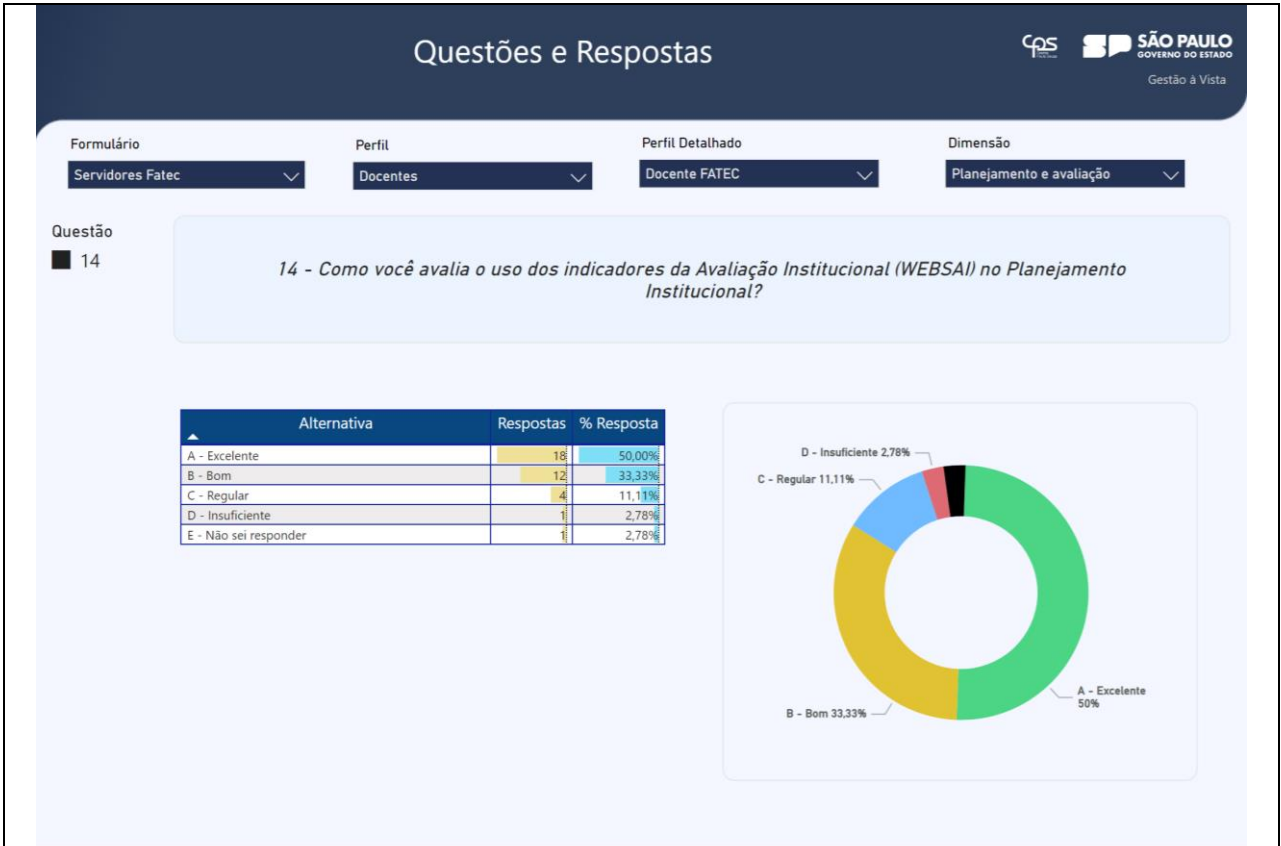 Questões e Respostas
cps
SÃO PAULO
GOVERNO DO ESTADO
Gestão à Vista
Formulário
Servidores Fatec
Perfil
Docentes
Perfil Detalhado
Docente FATEC
Dimensão
Planejamento e avaliação
Questão
14
14 - Como você avalia o uso dos indicadores da Avaliação Institucional (WEBSAI) no Planejamento
Institucional?
Alternativa Respostas % Resposta
A - Excelente 18 50,00%
B - Bom 12 33,33%
C - Regular 4 11,11%
D - Insuficiente 1 2,78%
E - Não sei responder 1 2,78%
D - Insuficiente 2,78%
C - Regular 11,11%
B - Bom 33,33%
A - Excelente
50%